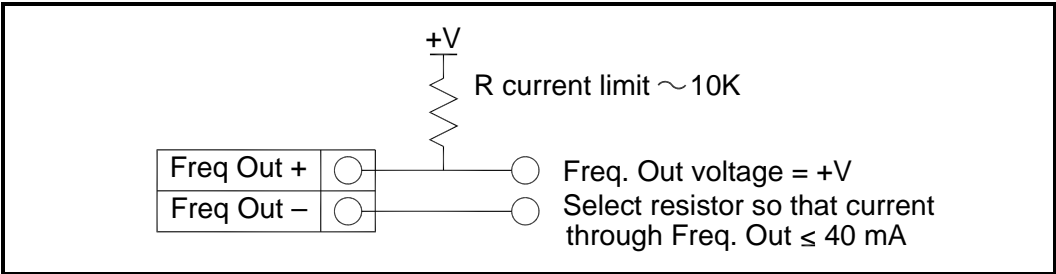 +V
R current limit ∼10K
Freq Out +
Freq. Out voltage = +V
Freq Out –
Select resistor so that current
through Freq. Out ≤ 40 mA